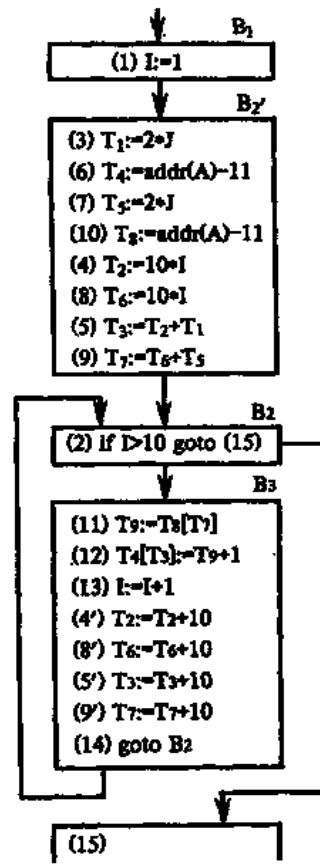 B₁
(1) I:=1
B₂'
(3) T₁:=2*J
(6) T₄:=addr(A)-11
(7) T₅:=2*J
(10) T₈:=addr(A)-11
(4) T₂:=10*I
(8) T₆:=10*I
(5) T₃:=T₂+T₁
(9) T₇:=T₆+T₅
B₂
(2) if I>10 goto (15)
B₃
(11) T₉:=T₈[T₇]
(12) T₄[T₃]:=T₉+1
(13) I:=I+1
(4') T₂:=T₂+10
(8') T₆:=T₆+10
(5') T₃:=T₃+10
(9') T₇:=T₇+10
(14) goto B₂
(15)